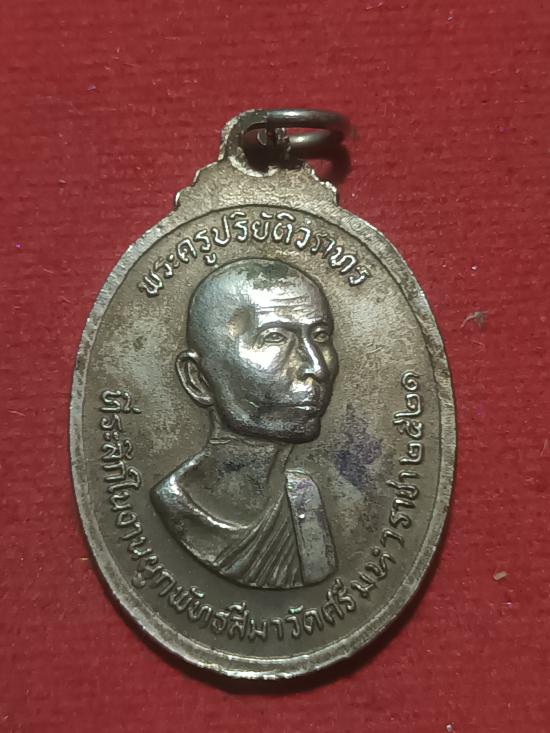 พระครูปริยัติวราทร
ที่ระลึกในงานผูกพัทธสีมาวัดศรีมหาราชา ๒๕๒๑